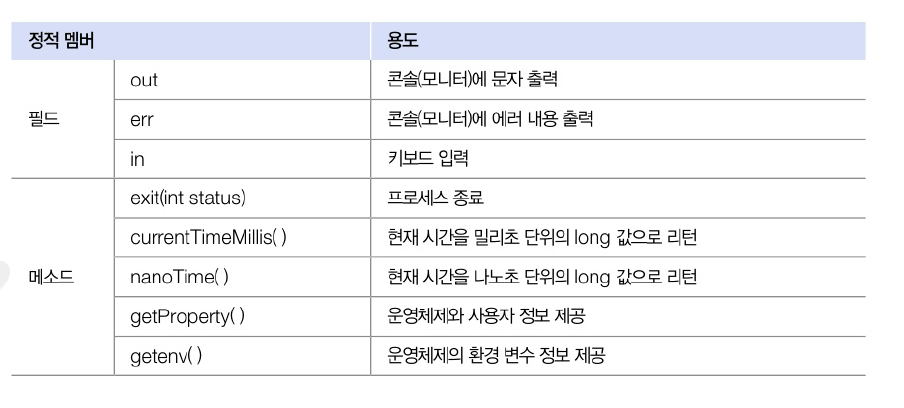 정적 멤버 용도
필드 out 콘솔(모니터)에 문자 출력
err 콘솔(모니터)에 에러 내용 출력
in 키보드 입력
메소드 exit(int status) 프로세스 종료
currentTimeMillis( ) 현재 시간을 밀리초 단위의 long 값으로 리턴
nanoTime( ) 현재 시간을 나노초 단위의 long 값으로 리턴
getProperty( ) 운영체제와 사용자 정보 제공
getenv( ) 운영체제의 환경 변수 정보 제공